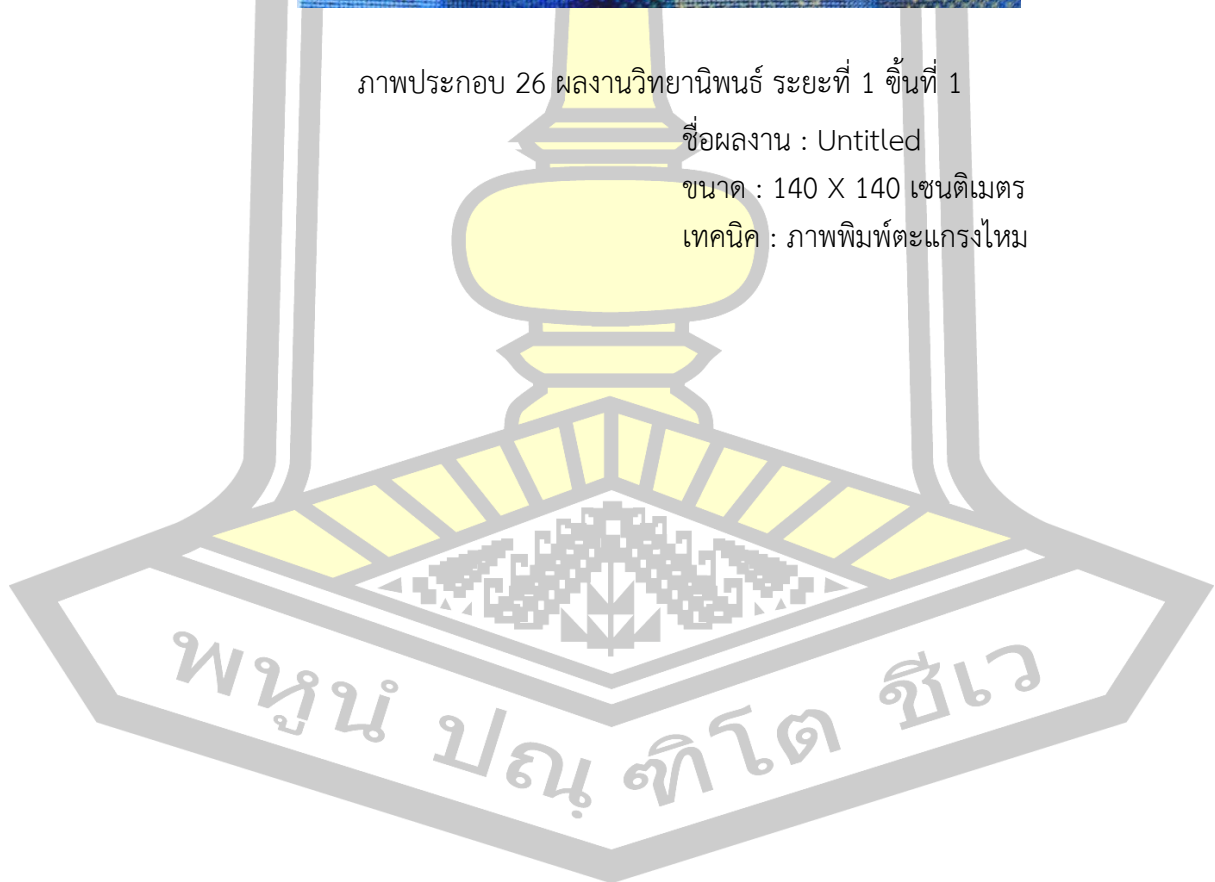 ภาพประกอบ 26 ผลงานวิทยานิพนธ์ ระยะที่ 1 ชิ้นที่ 1
ชื่อผลงาน : Untitled
ขนาด : 140 X 140 เซนติเมตร
เทคนิค : ภาพพิมพ์ตะแกรงไหม
พหูนํ ปณฺฑิโต ชีเว